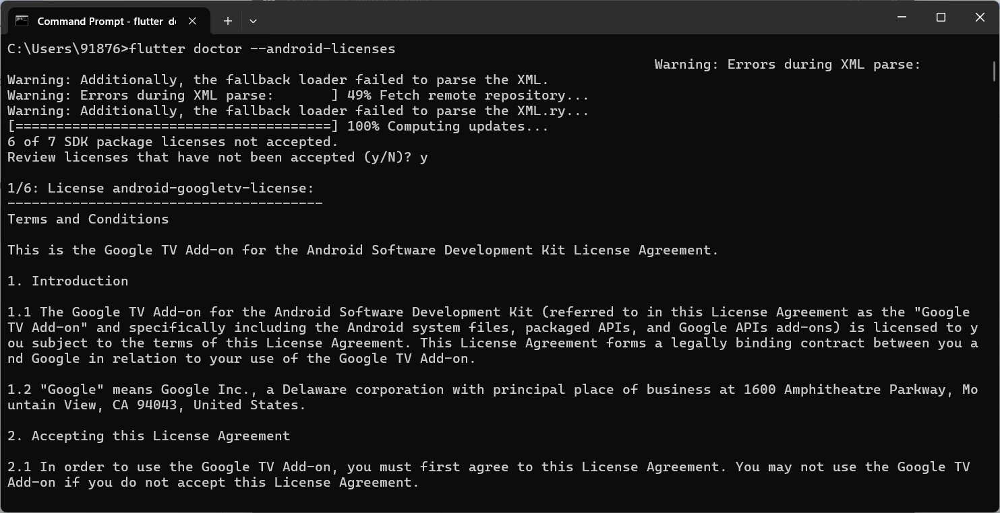 Command Prompt - flutter do
C:\Users\91876>flutter doctor --android-licenses
Warning: Errors during XML parse:
Warning: Additionally, the fallback loader failed to parse the XML.
Warning: Errors during XML parse:       ] 49% Fetch remote repository...
Warning: Additionally, the fallback loader failed to parse the XML.ry...
[=======================================] 100% Computing updates...
6 of 7 SDK package licenses not accepted.
Review licenses that have not been accepted (y/N)? y
1/6: License android-googletv-license:
---------------------------------------
Terms and Conditions
This is the Google TV Add-on for the Android Software Development Kit License Agreement.
1. Introduction
1.1 The Google TV Add-on for the Android Software Development Kit (referred to in this License Agreement as the "Google
TV Add-on" and specifically including the Android system files, packaged APIs, and Google APIs add-ons) is licensed to y
ou subject to the terms of this License Agreement. This License Agreement forms a legally binding contract between you a
nd Google in relation to your use of the Google TV Add-on.
1.2 "Google" means Google Inc., a Delaware corporation with principal place of business at 1600 Amphitheatre Parkway, Mo
untain View, CA 94043, United States.
2. Accepting this License Agreement
2.1 In order to use the Google TV Add-on, you must first agree to this License Agreement. You may not use the Google TV
Add-on if you do not accept this License Agreement.